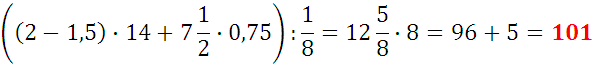 ((2 − 1,5) · 14 + 7 1/2 · 0,75) : 1/8 = 12 5/8 · 8 = 96 + 5 = 101